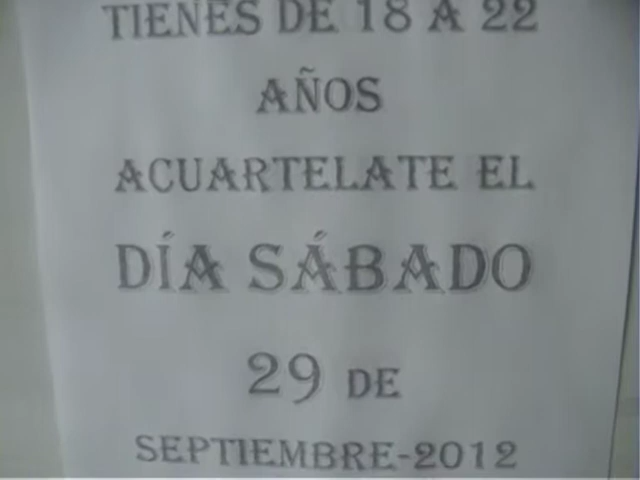 TIENES DE 18 A 22
AÑOS
ACUARTELATE EL
DÍA SÁBADO
29 DE
SEPTIEMBRE-2012